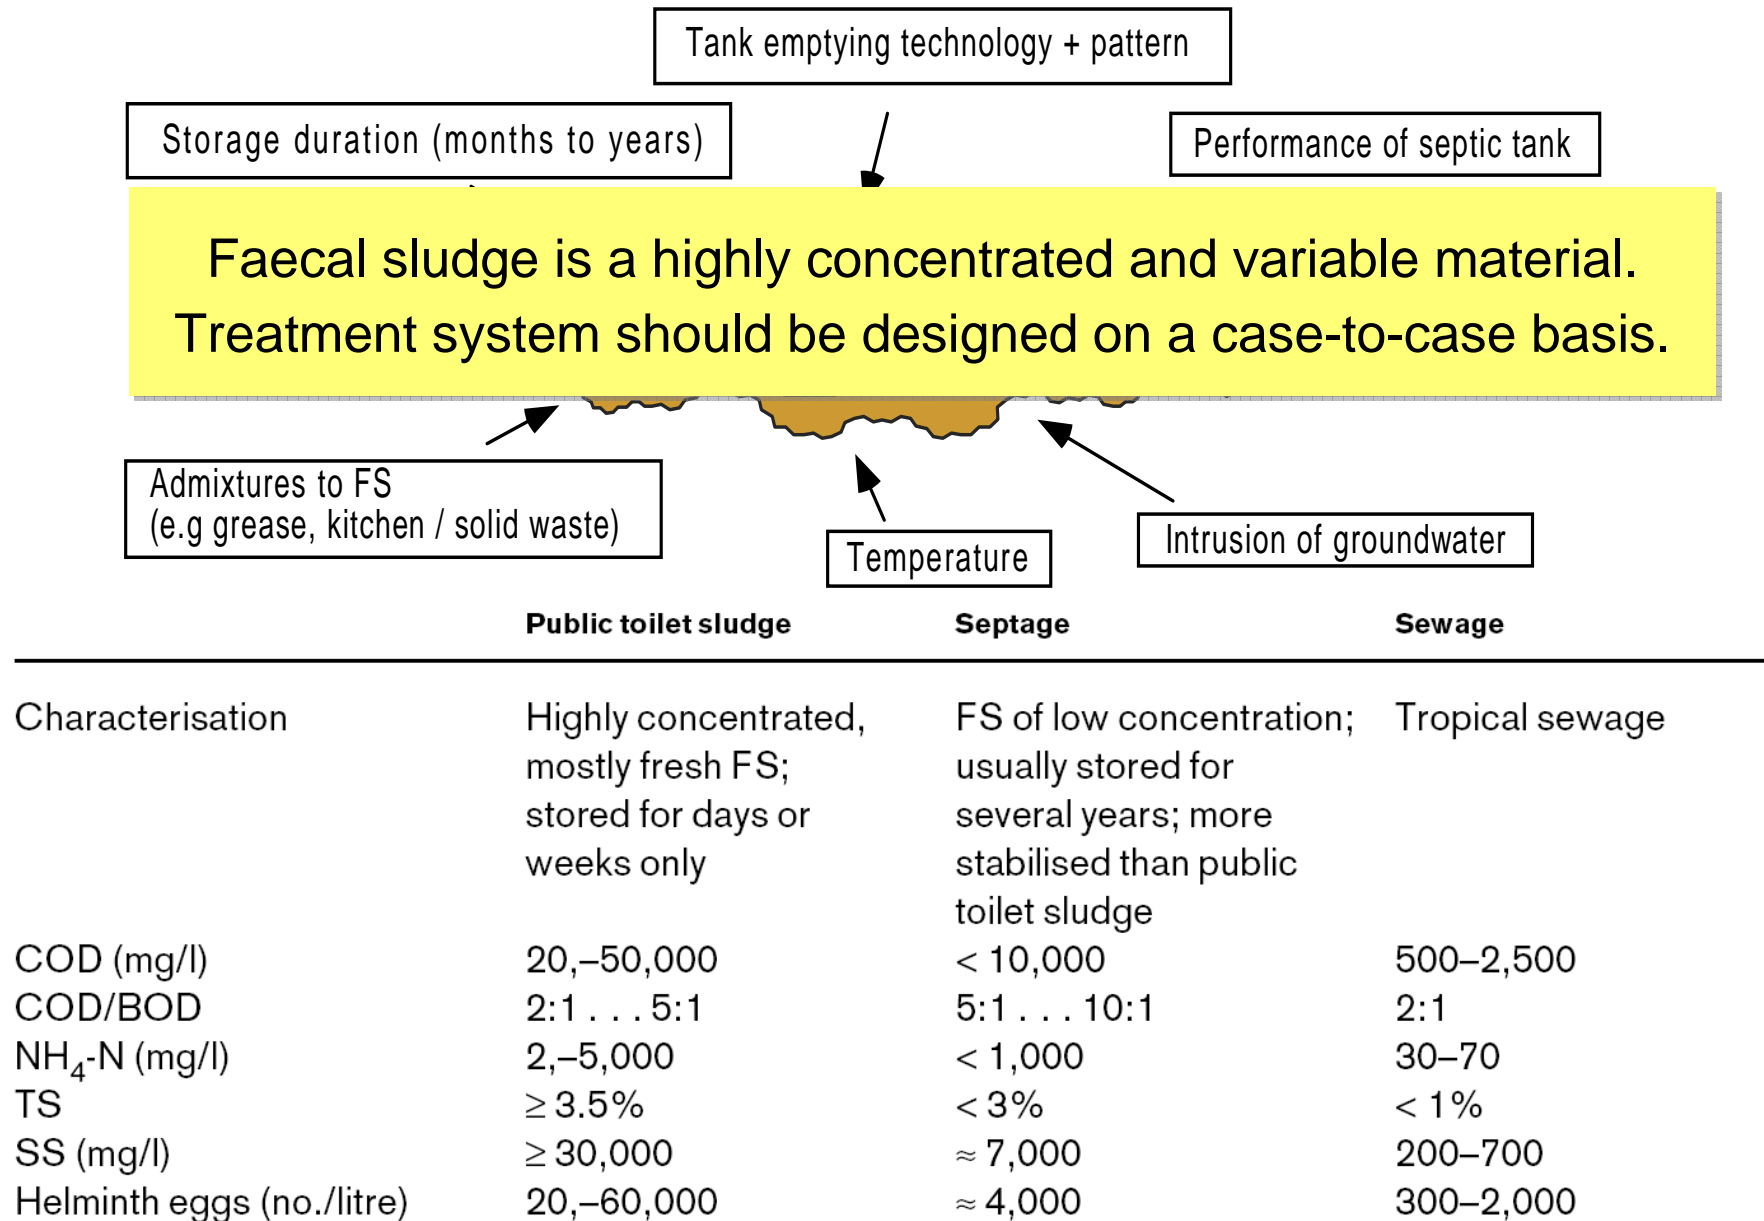 Tank emptying technology + pattern
Storage duration (months to years)
Performance of septic tank
Faecal sludge is a highly concentrated and variable material.
Treatment system should be designed on a case-to-case basis.
Admixtures to FS
(e.g grease, kitchen / solid waste)
Temperature
Intrusion of groundwater
Public toilet sludge Septage Sewage
Characterisation Highly concentrated, FS of low concentration; Tropical sewage
mostly fresh FS; usually stored for
stored for days or several years; more
weeks only stabilised than public
toilet sludge
COD (mg/l) 20,–50,000 < 10,000 500–2,500
COD/BOD 2:1 . . . 5:1 5:1 . . . 10:1 2:1
NH₄-N (mg/l) 2,–5,000 < 1,000 30–70
TS ≥ 3.5% < 3% < 1%
SS (mg/l) ≥ 30,000 ≈ 7,000 200–700
Helminth eggs (no./litre) 20,–60,000 ≈ 4,000 300–2,000